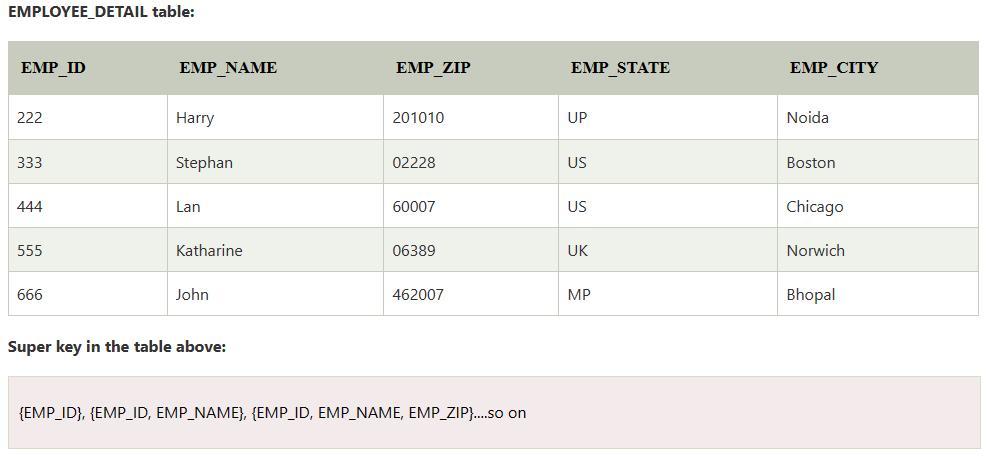 EMPLOYEE_DETAIL table:
EMP_ID EMP_NAME EMP_ZIP EMP_STATE EMP_CITY
222 Harry 201010 UP Noida
333 Stephan 02228 US Boston
444 Lan 60007 US Chicago
555 Katharine 06389 UK Norwich
666 John 462007 MP Bhopal
Super key in the table above:
{EMP_ID}, {EMP_ID, EMP_NAME}, {EMP_ID, EMP_NAME, EMP_ZIP}....so on